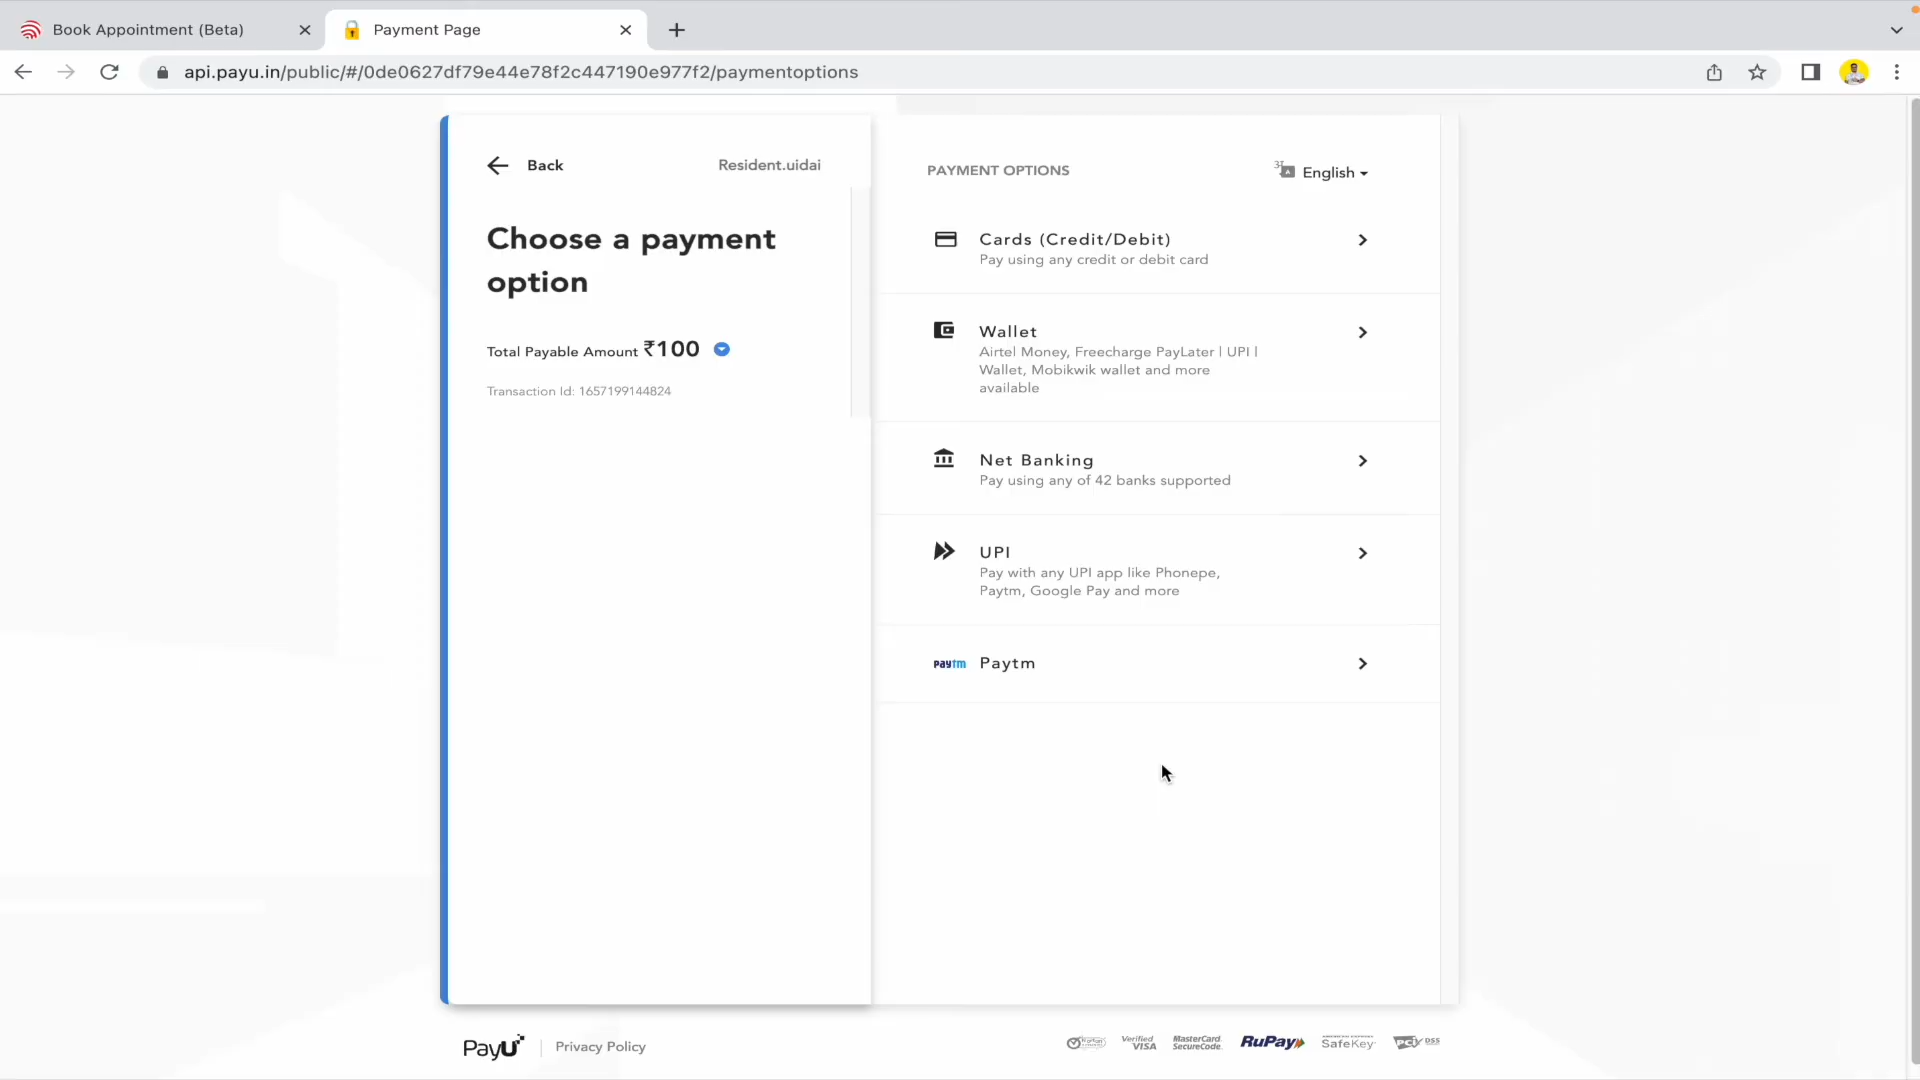 Book Appointment (Beta)
Payment Page
api.payu.in/public/#/0de0627df79e44e78f2c447190e977f2/paymentoptions
Back
Resident.uidai
Choose a payment
option
Total Payable Amount ₹100
Transaction Id: 1657199144824
PAYMENT OPTIONS
English
Cards (Credit/Debit)
Pay using any credit or debit card
Wallet
Airtel Money, Freecharge PayLater | UPI |
Wallet, Mobikwik wallet and more
available
Net Banking
Pay using any of 42 banks supported
UPI
Pay with any UPI app like Phonepe,
Paytm, Google Pay and more
paytm Paytm
PayU
Privacy Policy
Verified
VISA
MasterCard.
SecureCode.
RuPay
SafeKey
PCI DSS